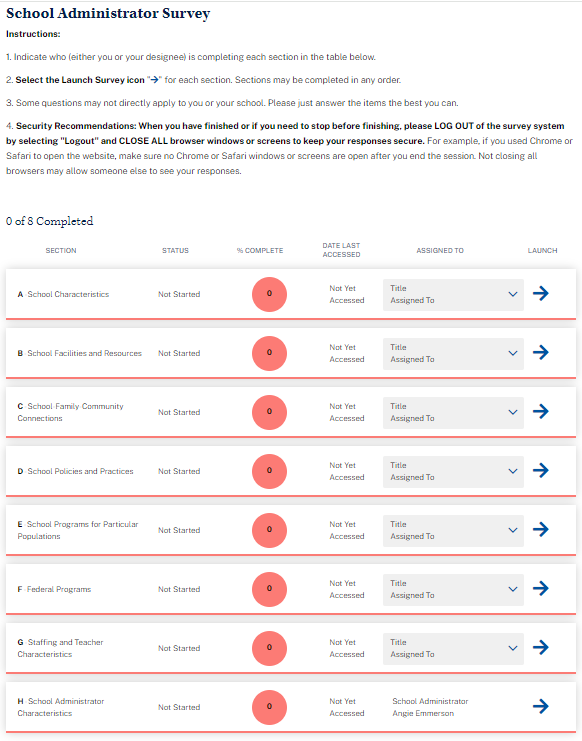 School Administrator Survey
Instructions:
1. Indicate who (either you or your designee) is completing each section in the table below.
2. Select the Launch Survey icon "→" for each section. Sections may be completed in any order.
3. Some questions may not directly apply to you or your school. Please just answer the items the best you can.
4. Security Recommendations: When you have finished or if you need to stop before finishing, please LOG OUT of the survey system
by selecting "Logout" and CLOSE ALL browser windows or screens to keep your responses secure. For example, if you used Chrome or
Safari to open the website, make sure no Chrome or Safari windows or screens are open after you end the session. Not closing all
browsers may allow someone else to see your responses.
0 of 8 Completed
SECTION STATUS % COMPLETE DATE LAST ACCESSED ASSIGNED TO LAUNCH
A School Characteristics Not Started 0 Not Yet Accessed Title Assigned To
B School Facilities and Resources Not Started 0 Not Yet Accessed Title Assigned To
C School-Family-Community Connections Not Started 0 Not Yet Accessed Title Assigned To
D School Policies and Practices Not Started 0 Not Yet Accessed Title Assigned To
E School Programs for Particular Populations Not Started 0 Not Yet Accessed Title Assigned To
F Federal Programs Not Started 0 Not Yet Accessed Title Assigned To
G Staffing and Teacher Characteristics Not Started 0 Not Yet Accessed Title Assigned To
H School Administrator Characteristics Not Started 0 Not Yet Accessed School Administrator Angie Emmerson